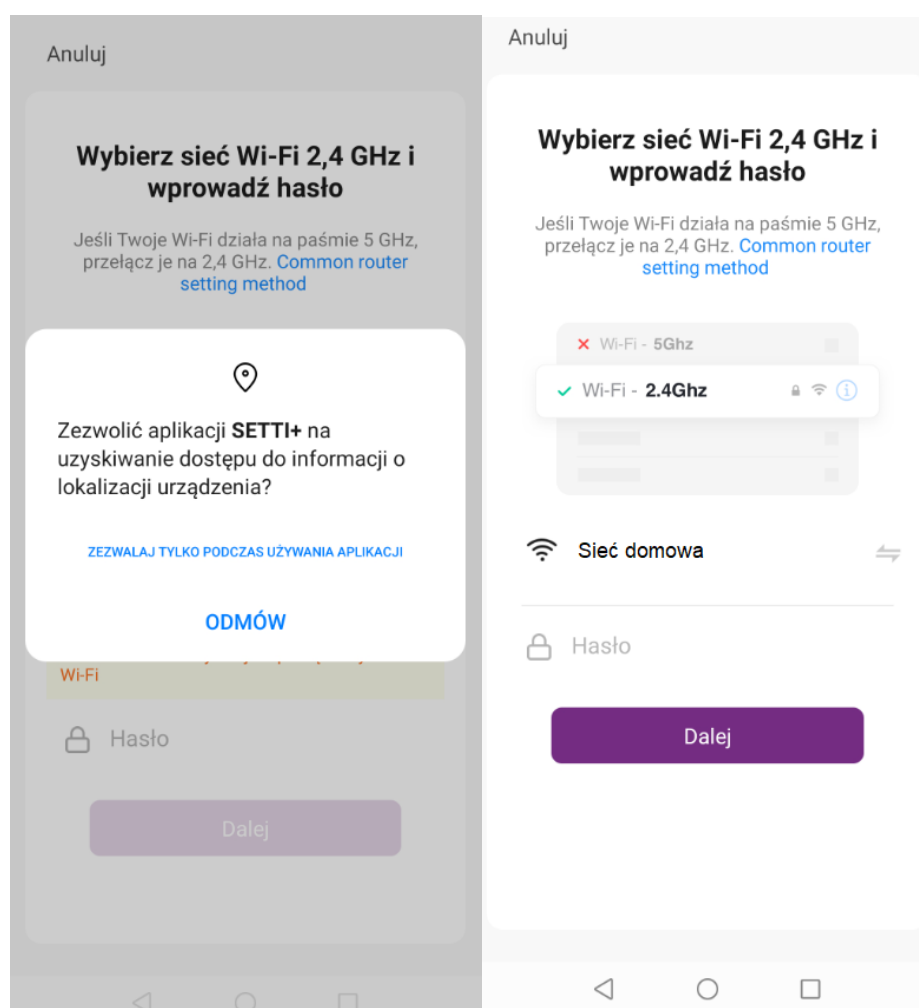 Anuluj
Wybierz sieć Wi-Fi 2,4 GHz i
wprowadź hasło
Jeśli Twoje Wi-Fi działa na paśmie 5 GHz,
przełącz je na 2,4 GHz. Common router
setting method
Zezwolić aplikacji SETTI+ na
uzyskiwanie dostępu do informacji o
lokalizacji urządzenia?
ZEZWALAJ TYLKO PODCZAS UŻYWANIA APLIKACJI
ODMÓW
Wi-Fi
Hasło
Dalej
Anuluj
Wybierz sieć Wi-Fi 2,4 GHz i
wprowadź hasło
Jeśli Twoje Wi-Fi działa na paśmie 5 GHz,
przełącz je na 2,4 GHz. Common router
setting method
Wi-Fi - 5Ghz
Wi-Fi - 2.4Ghz
Sieć domowa
Hasło
Dalej